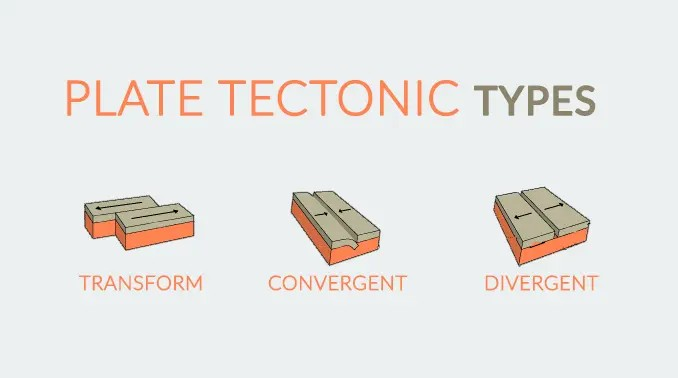 PLATE TECTONIC TYPES
TRANSFORM
CONVERGENT
DIVERGENT